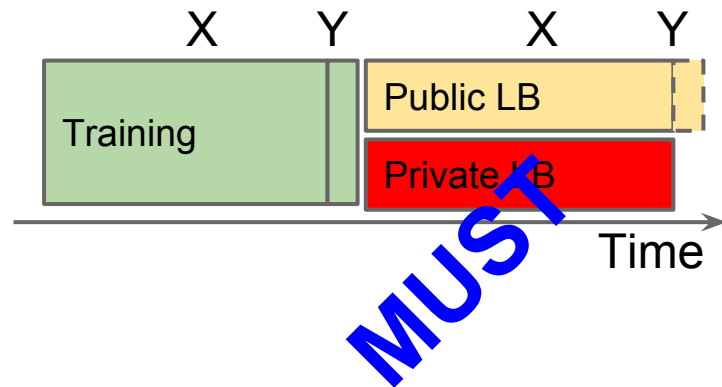 X Y X Y
Training
Public LB
Private LB
Time
MUST